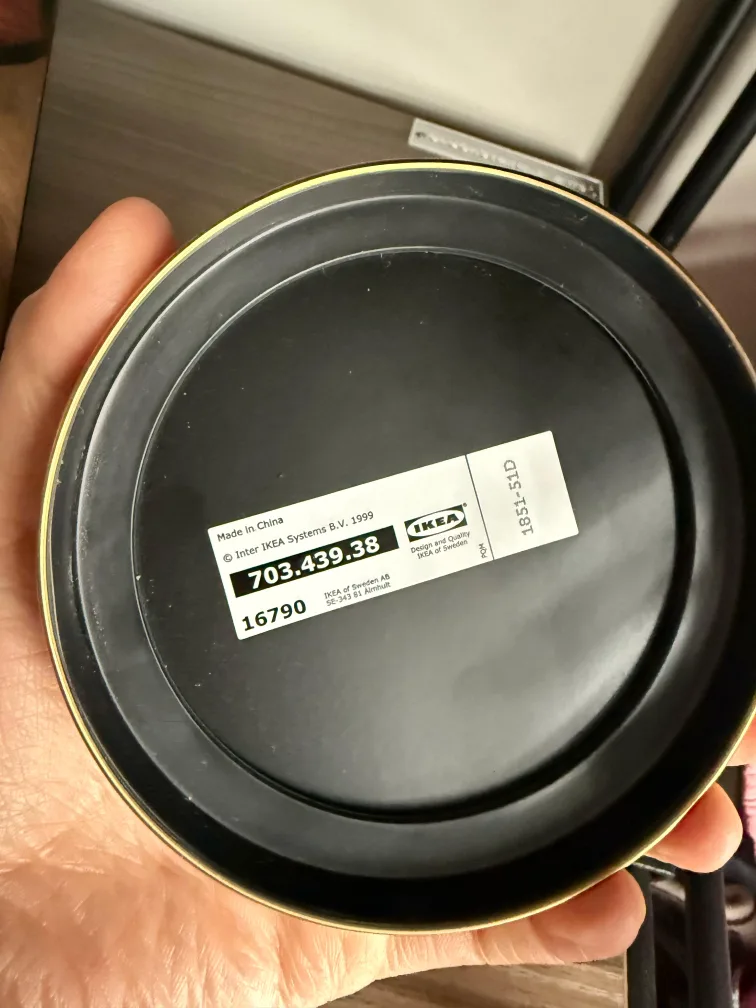 Made in China
© Inter IKEA Systems B.V. 1999
703.439.38
16790
IKEA of Sweden AB
SE-343 81 Älmhult
IKEA®
Design and Quality
IKEA of Sweden
PQM
1851-51D